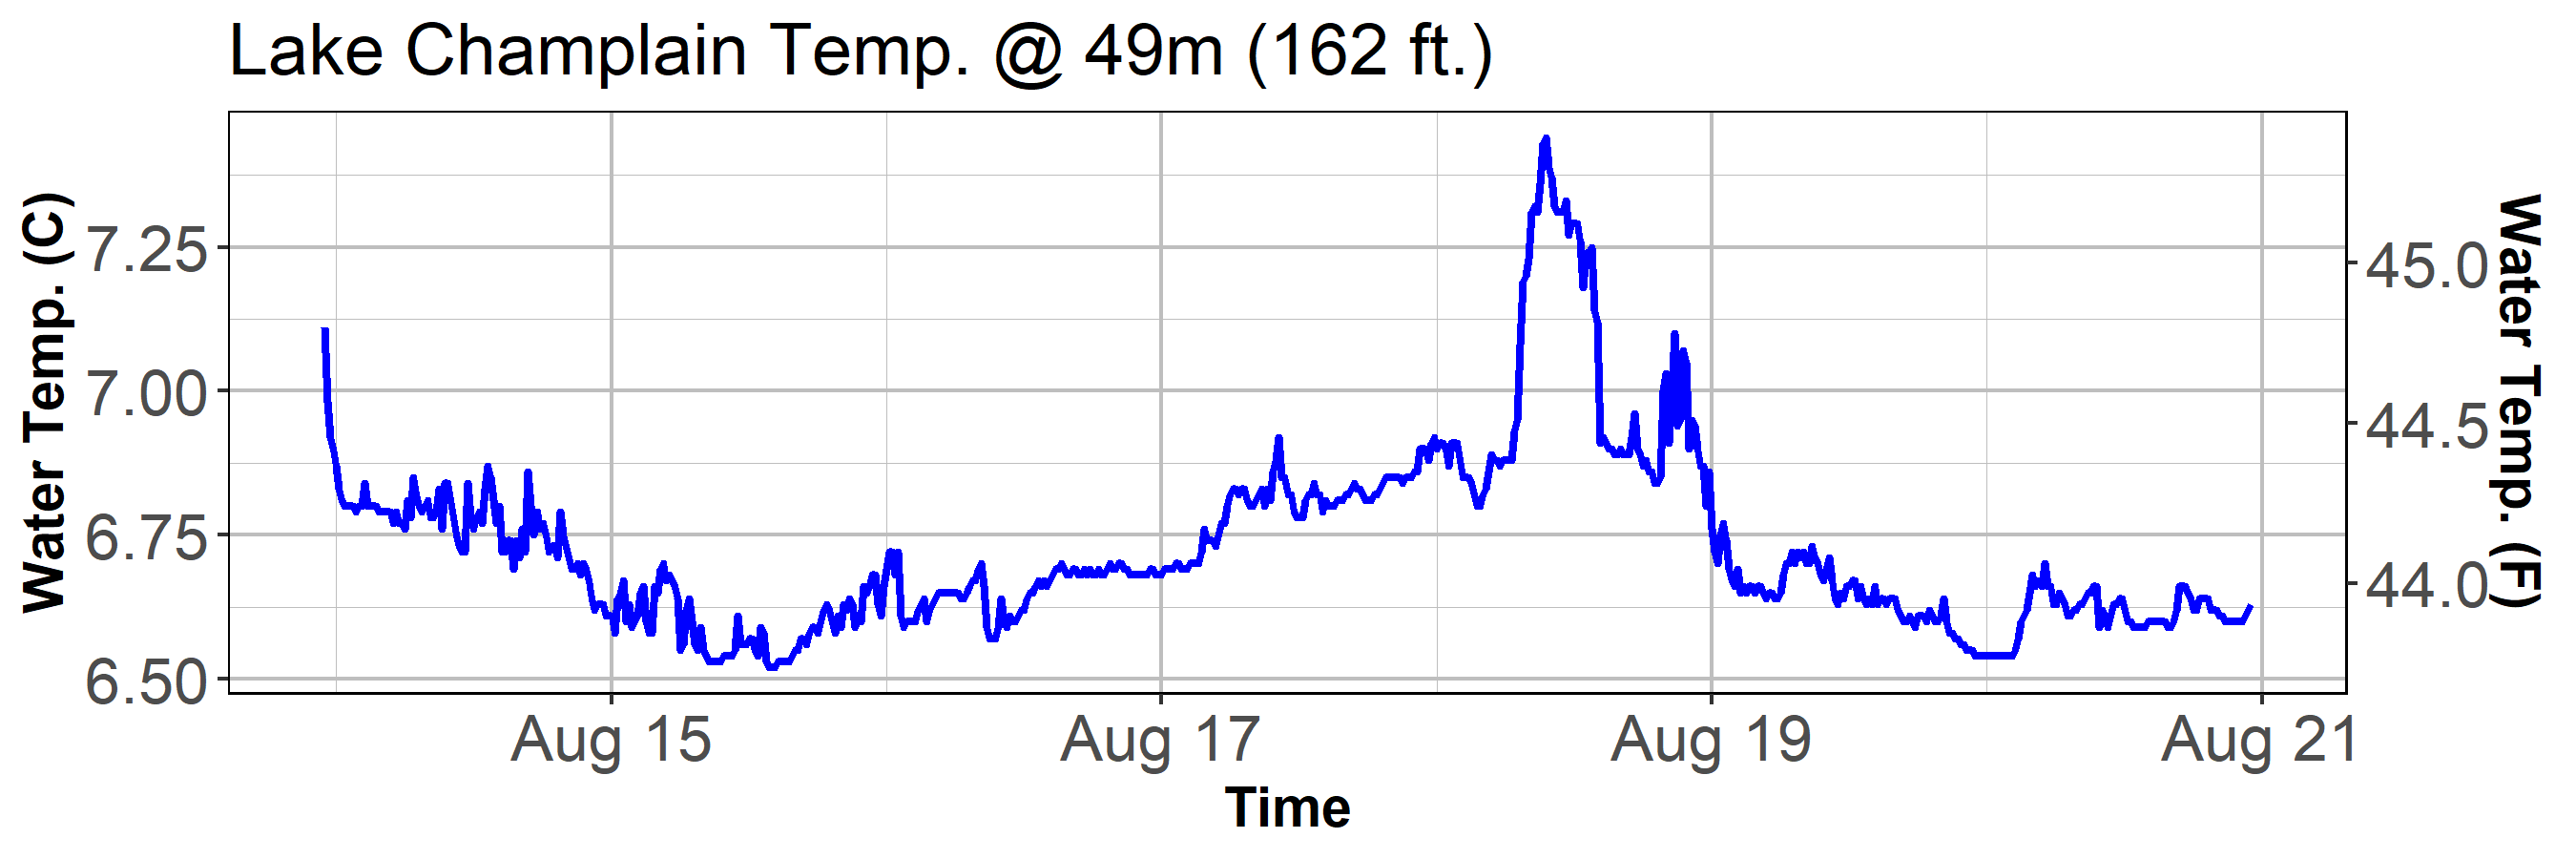 Lake Champlain Temp. @ 49m (162 ft.)
Water Temp. (C)
7.25
7.00
6.75
6.50
45.0
44.5
44.0
Water Temp. (F)
Aug 15 Aug 17 Aug 19 Aug 21
Time